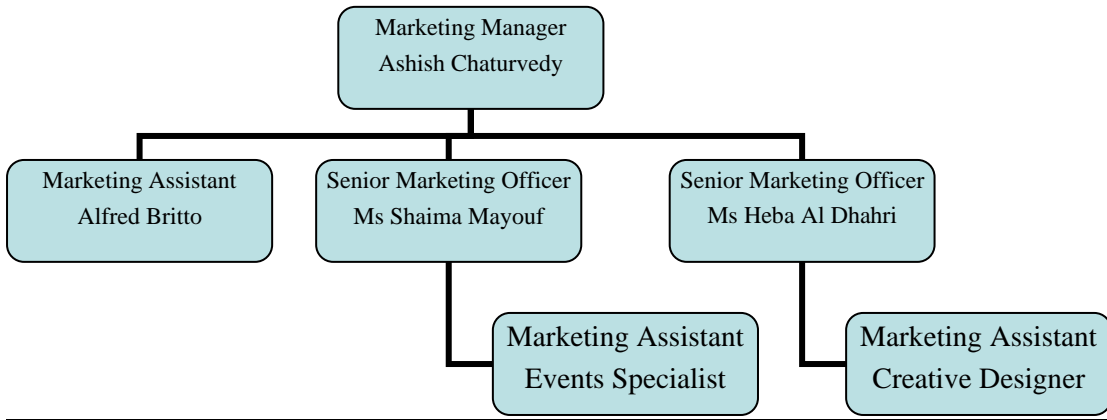 Marketing Manager
Ashish Chaturvedy
Marketing Assistant
Alfred Britto
Senior Marketing Officer
Ms Shaima Mayouf
Senior Marketing Officer
Ms Heba Al Dhahri
Marketing Assistant
Events Specialist
Marketing Assistant
Creative Designer